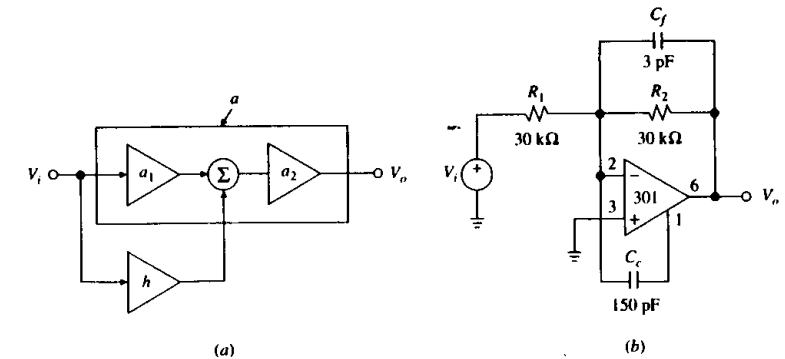 a
V_i
a_1
Σ
a_2
V_o
h
(a)
C_f
3 pF
R_1
R_2
30 kΩ
30 kΩ
V_i
+
2
−
301
6
3
+
1
V_o
C_c
150 pF
(b)